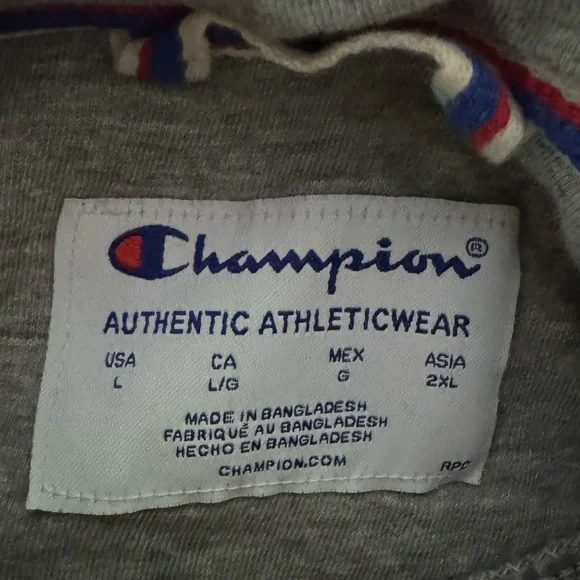 Champion®
AUTHENTIC ATHLETICWEAR
USA CA MEX ASIA
L L/G G 2XL
MADE IN BANGLADESH
FABRIQUÉ AU BANGLADESH
HECHO EN BANGLADESH
CHAMPION.COM